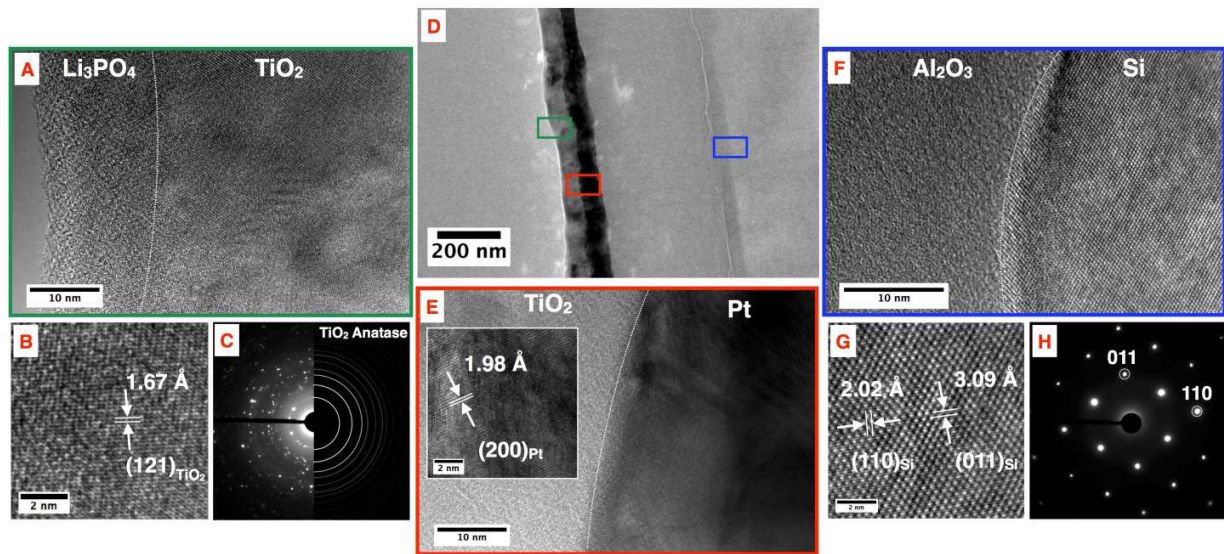 A
Li₃PO₄
TiO₂
10 nm
B
1.67 Å
(121)TiO₂
2 nm
C
TiO₂ Anatase
D
200 nm
E
TiO₂
Pt
1.98 Å
(200)Pt
2 nm
10 nm
F
Al₂O₃
Si
10 nm
G
2.02 Å
3.09 Å
(110)Si
(011)Si
2 nm
H
011
110